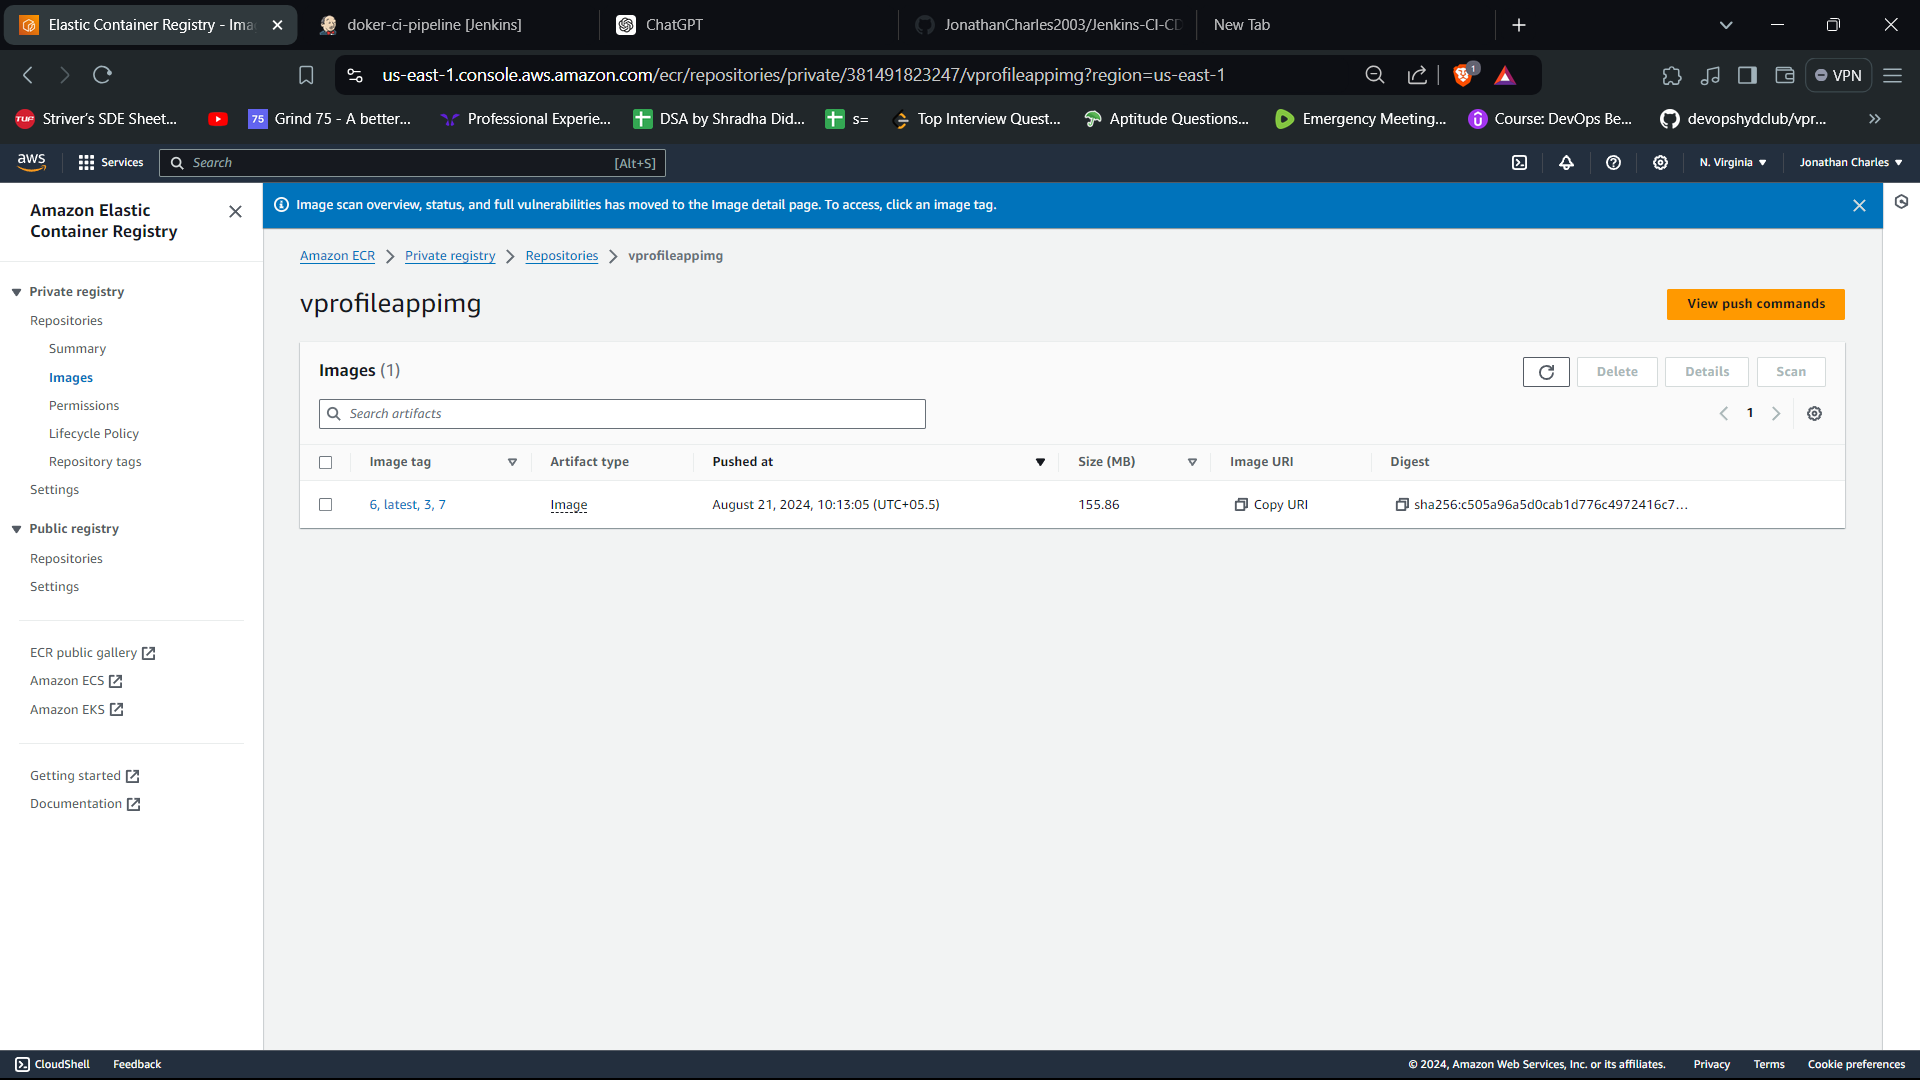 Elastic Container Registry - Ima
doker-ci-pipeline [Jenkins]
ChatGPT
JonathanCharles2003/Jenkins-CI-CD
New Tab
us-east-1.console.aws.amazon.com/ecr/repositories/private/381491823247/vprofileappimg?region=us-east-1
1
VPN
TUF Striver's SDE Sheet...
75 Grind 75 - A better...
Professional Experie...
DSA by Shradha Did...
s=
Top Interview Quest...
Aptitude Questions...
Emergency Meeting...
Course: DevOps Be...
devopshydclub/vpr...
aws
Services
Search
[Alt+S]
N. Virginia
Jonathan Charles
Amazon Elastic
Container Registry
Private registry
Repositories
Summary
Images
Permissions
Lifecycle Policy
Repository tags
Settings
Public registry
Repositories
Settings
ECR public gallery
Amazon ECS
Amazon EKS
Getting started
Documentation
Image scan overview, status, and full vulnerabilities has moved to the Image detail page. To access, click an image tag.
Amazon ECR
Private registry
Repositories
vprofileappimg
vprofileappimg
View push commands
Images (1)
Delete
Details
Scan
Search artifacts
1
Image tag
Artifact type
Pushed at
Size (MB)
Image URI
Digest
6, latest, 3, 7
Image
August 21, 2024, 10:13:05 (UTC+05.5)
155.86
Copy URI
sha256:c505a96a5d0cab1d776c4972416c7...
CloudShell
Feedback
© 2024, Amazon Web Services, Inc. or its affiliates.
Privacy
Terms
Cookie preferences